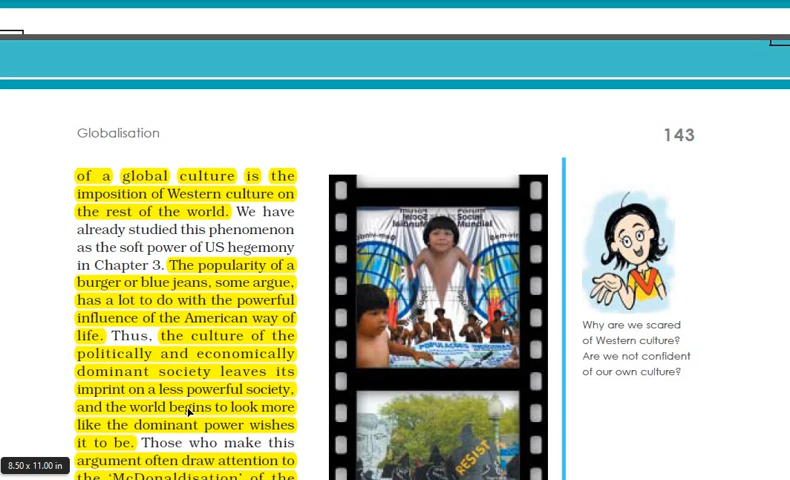 Globalisation
143
of a global culture is the
imposition of Western culture on
the rest of the world. We have
already studied this phenomenon
as the soft power of US hegemony
in Chapter 3. The popularity of a
burger or blue jeans, some argue,
has a lot to do with the powerful
influence of the American way of
life. Thus, the culture of the
politically and economically
dominant society leaves its
imprint on a less powerful society,
and the world begins to look more
like the dominant power wishes
it to be. Those who make this
argument often draw attention to
the ‘McDonaldisation’ of the
Fórum
Social
Mundial
RESIST
Why are we scared
of Western culture?
Are we not confident
of our own culture?
8.50 x 11.00 in